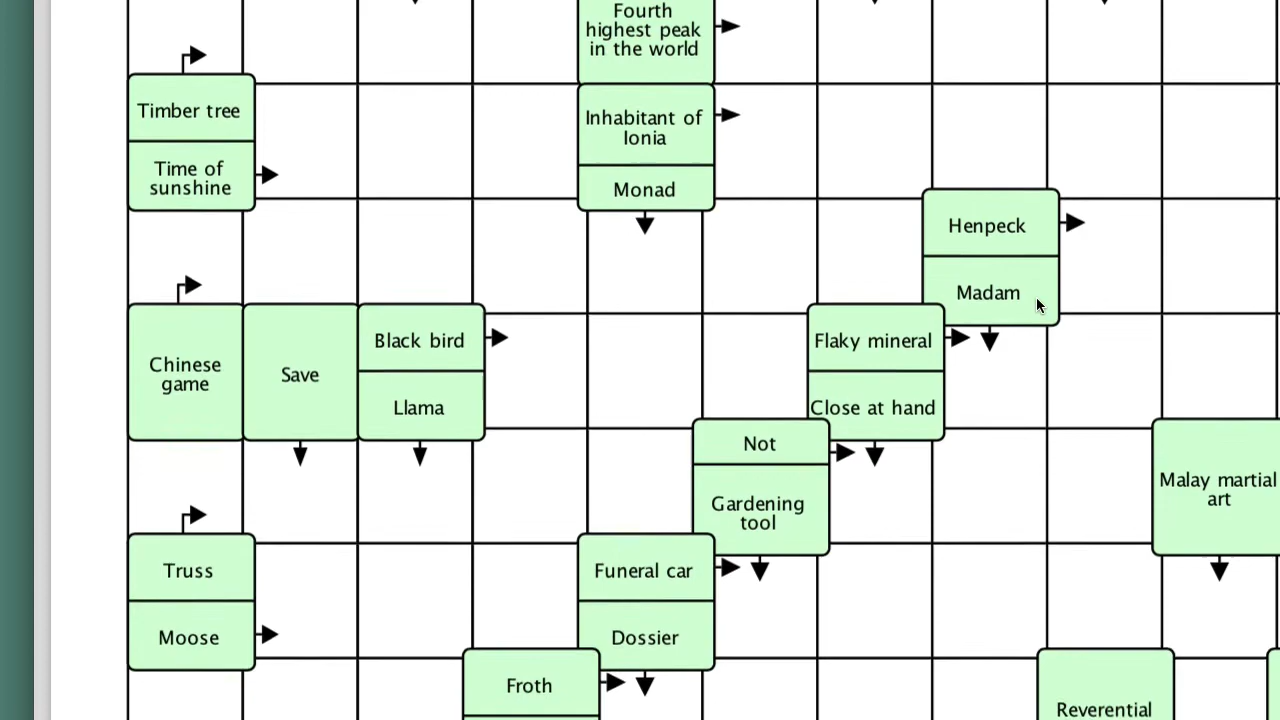 Fourth
highest peak
in the world
Timber tree
Time of
sunshine
Inhabitant of
Ionia
Monad
Henpeck
Madam
Chinese
game
Save
Black bird
Llama
Flaky mineral
Close at hand
Not
Gardening
tool
Malay martial
art
Truss
Moose
Funeral car
Dossier
Froth
Reverential